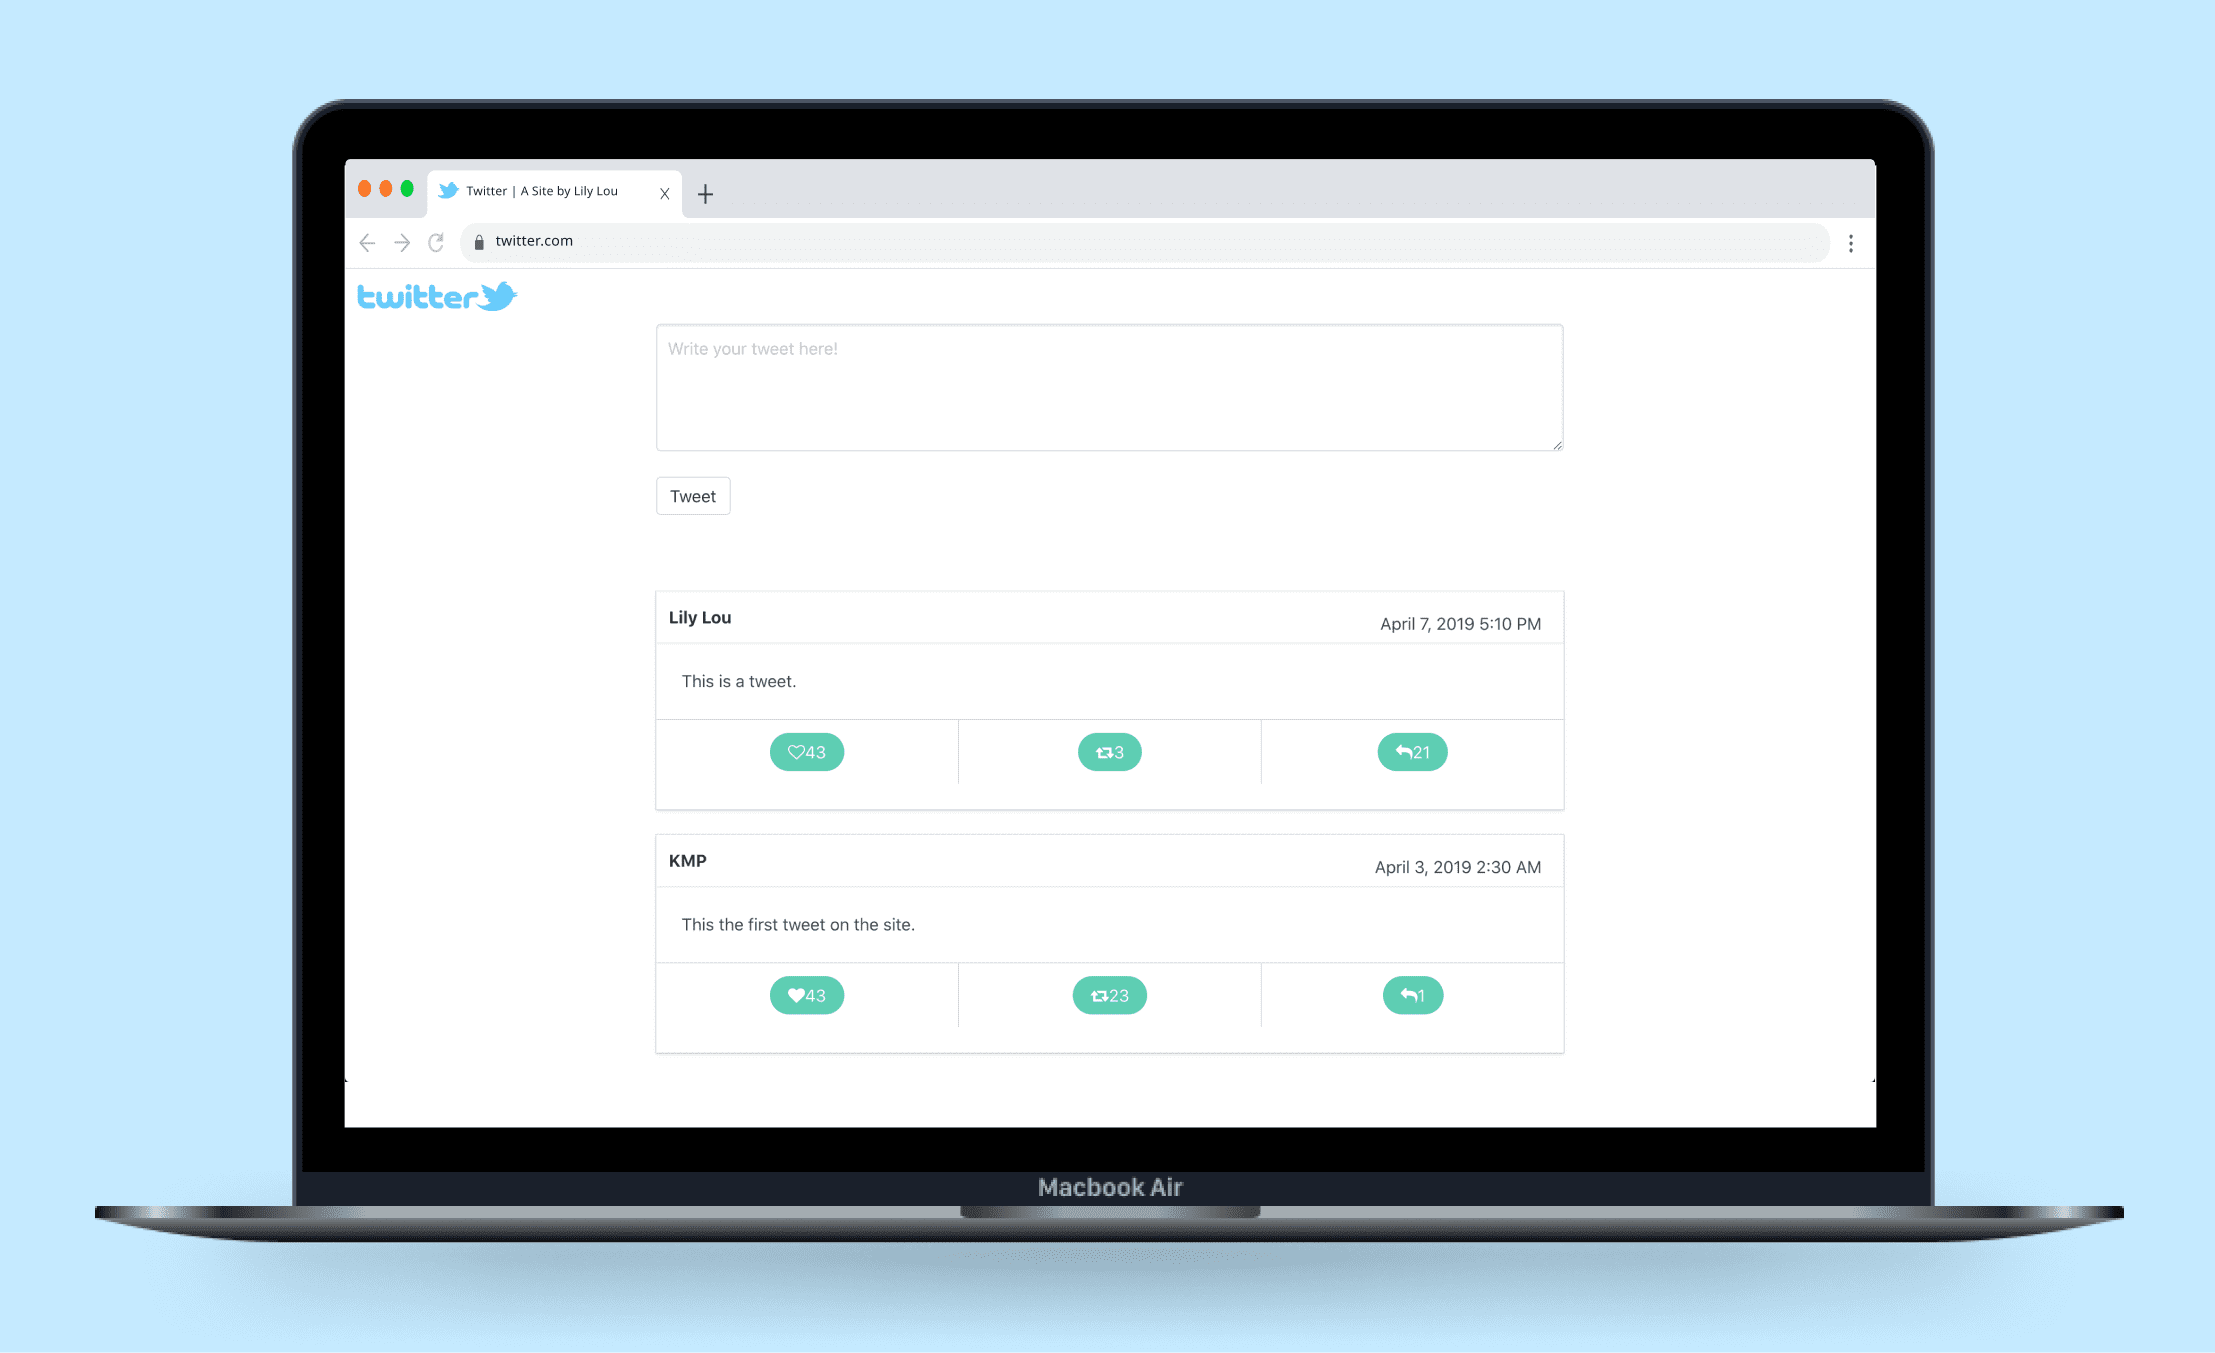 Twitter | A Site by Lily Lou X
twitter.com
twitter
Write your tweet here!
Tweet
Lily Lou
April 7, 2019 5:10 PM
This is a tweet.
43 3 21
KMP
April 3, 2019 2:30 AM
This the first tweet on the site.
43 23 1
Macbook Air